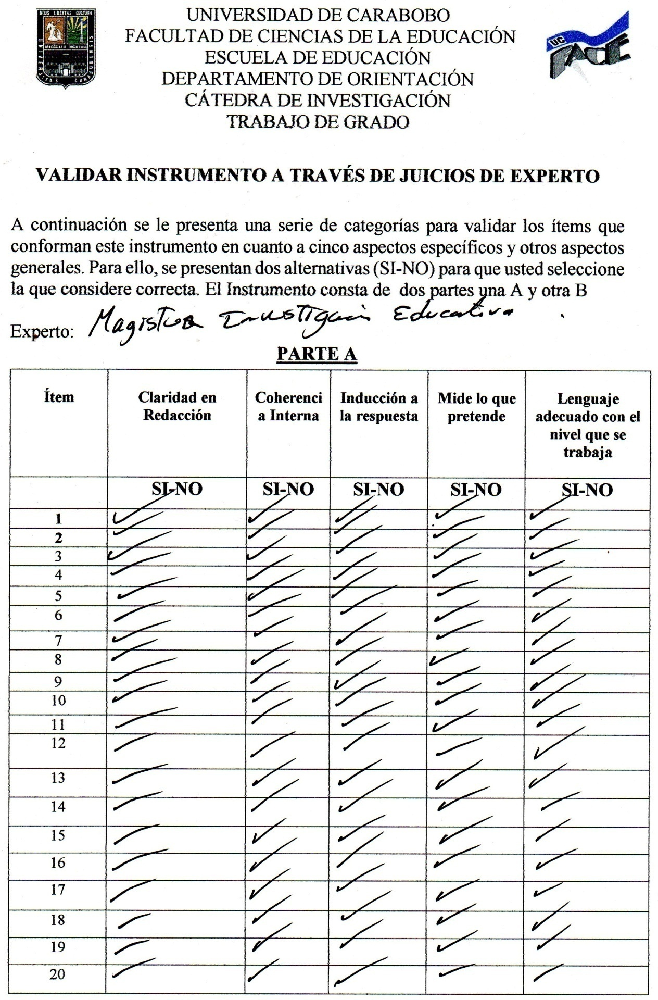 UNIVERSIDAD DE CARABOBO
FACULTAD DE CIENCIAS DE LA EDUCACIÓN
ESCUELA DE EDUCACIÓN
DEPARTAMENTO DE ORIENTACIÓN
CÁTEDRA DE INVESTIGACIÓN
TRABAJO DE GRADO
DEUS LIBERTAS CULTURA
UNIVERSITAS CARABOBENSIS
UC
FACE
VALIDAR INSTRUMENTO A TRAVÉS DE JUICIOS DE EXPERTO
A continuación se le presenta una serie de categorías para validar los ítems que
conforman este instrumento en cuanto a cinco aspectos específicos y otros aspectos
generales. Para ello, se presentan dos alternativas (SI-NO) para que usted seleccione
la que considere correcta. El Instrumento consta de dos partes una A y otra B
Experto: Magister Investigación Educativa
PARTE A
Ítem Claridad en Coherenci Inducción a Mide lo que Lenguaje
Redacción a Interna la respuesta pretende adecuado con el
nivel que se
trabaja
SI-NO SI-NO SI-NO SI-NO SI-NO
1 ✓ ✓ ✓ ✓ ✓
2 ✓ ✓ ✓ ✓ ✓
3 ✓ ✓ ✓ ✓ ✓
4 ✓ ✓ ✓ ✓ ✓
5 ✓ ✓ ✓ ✓ ✓
6 ✓ ✓ ✓ ✓ ✓
7 ✓ ✓ ✓ ✓ ✓
8 ✓ ✓ ✓ ✓ ✓
9 ✓ ✓ ✓ ✓ ✓
10 ✓ ✓ ✓ ✓ ✓
11 ✓ ✓ ✓ ✓ ✓
12 ✓ ✓ ✓ ✓ ✓
13 ✓ ✓ ✓ ✓ ✓
14 ✓ ✓ ✓ ✓ ✓
15 ✓ ✓ ✓ ✓ ✓
16 ✓ ✓ ✓ ✓ ✓
17 ✓ ✓ ✓ ✓ ✓
18 ✓ ✓ ✓ ✓ ✓
19 ✓ ✓ ✓ ✓ ✓
20 ✓ ✓ ✓ ✓ ✓